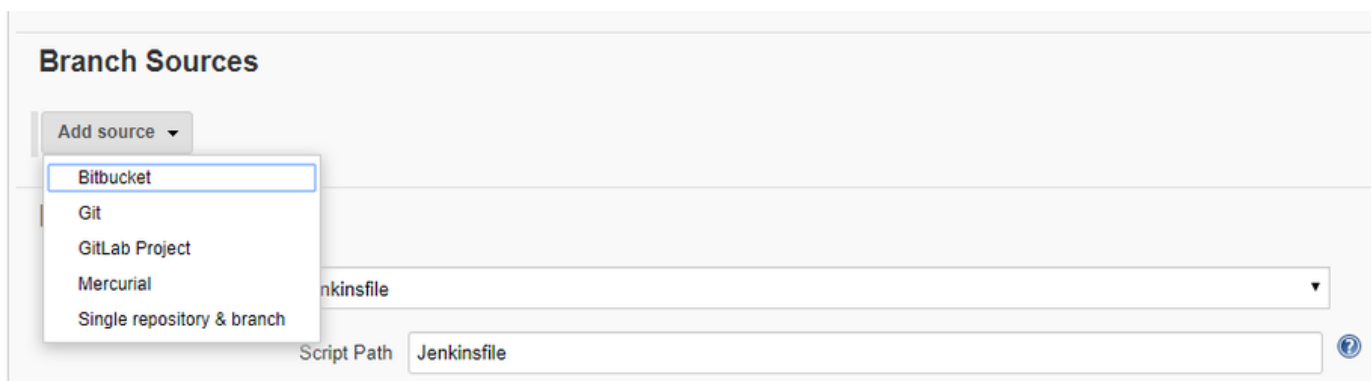 Branch Sources
Add source
Bitbucket
Git
GitLab Project
Mercurial
nkinsfile
Single repository & branch
Script Path Jenkinsfile